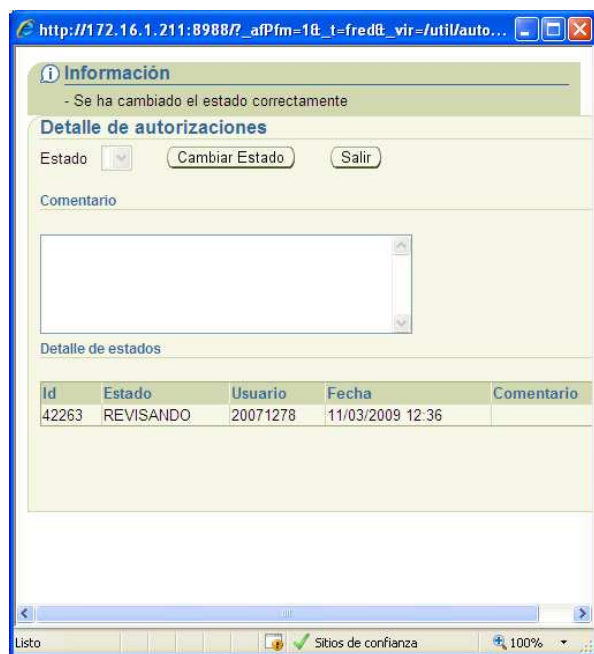 http://172.16.1.211:8988/?_afPfm=1&_t=fred&_vir=/util/auto...
Información
- Se ha cambiado el estado correctamente
Detalle de autorizaciones
Estado Cambiar Estado Salir
Comentario
Detalle de estados
Id Estado Usuario Fecha Comentario
42263 REVISANDO 20071278 11/03/2009 12:36
Listo Sitios de confianza 100%